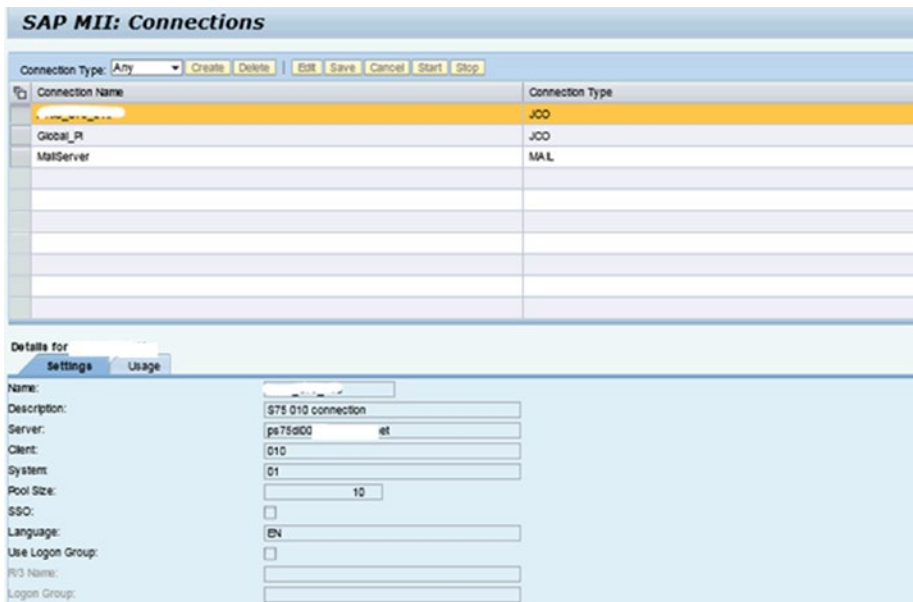 SAP MII: Connections
Connection Type: Any Create Delete | Edit Save Cancel Start Stop
Connection Name Connection Type
JCO
Global_PI JCO
MailServer MAIL
Details for
Settings Usage
Name:
Description: S75 010 connection
Server: ps75di00 et
Client: 010
System: 01
Pool Size: 10
SSO:
Language: EN
Use Logon Group:
R/3 Name:
Logon Group: